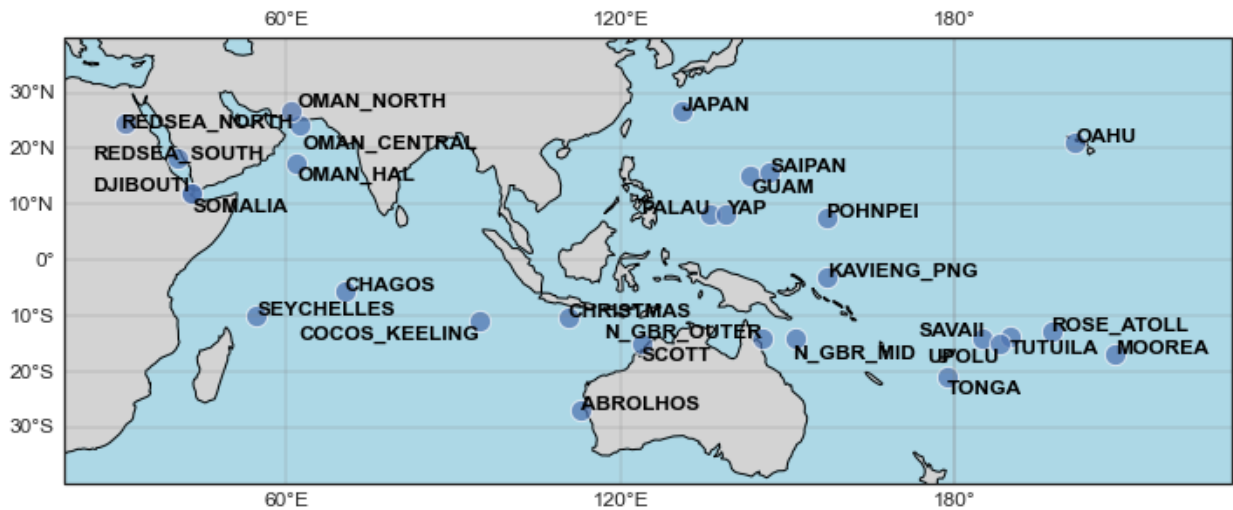 60°E 120°E 180°
30°N
20°N
10°N
0°
10°S
20°S
30°S
OMAN_NORTH
REDSEA_NORTH
JAPAN
OAHU
OMAN_CENTRAL
REDSEA_SOUTH
OMAN_HAL
SAIPAN
GUAM
DJIBOUTI
SOMALIA
PALAU
YAP
POHNPEI
KAVIENG_PNG
CHAGOS
SEYCHELLES
CHRISTMAS
COCOS_KEELING
N_GBR_OUTER
SAVAII
ROSE_ATOLL
SCOTT
N_GBR_MID
UPOLU
TUTUILA
MOOREA
TONGA
ABROLHOS
60°E 120°E 180°